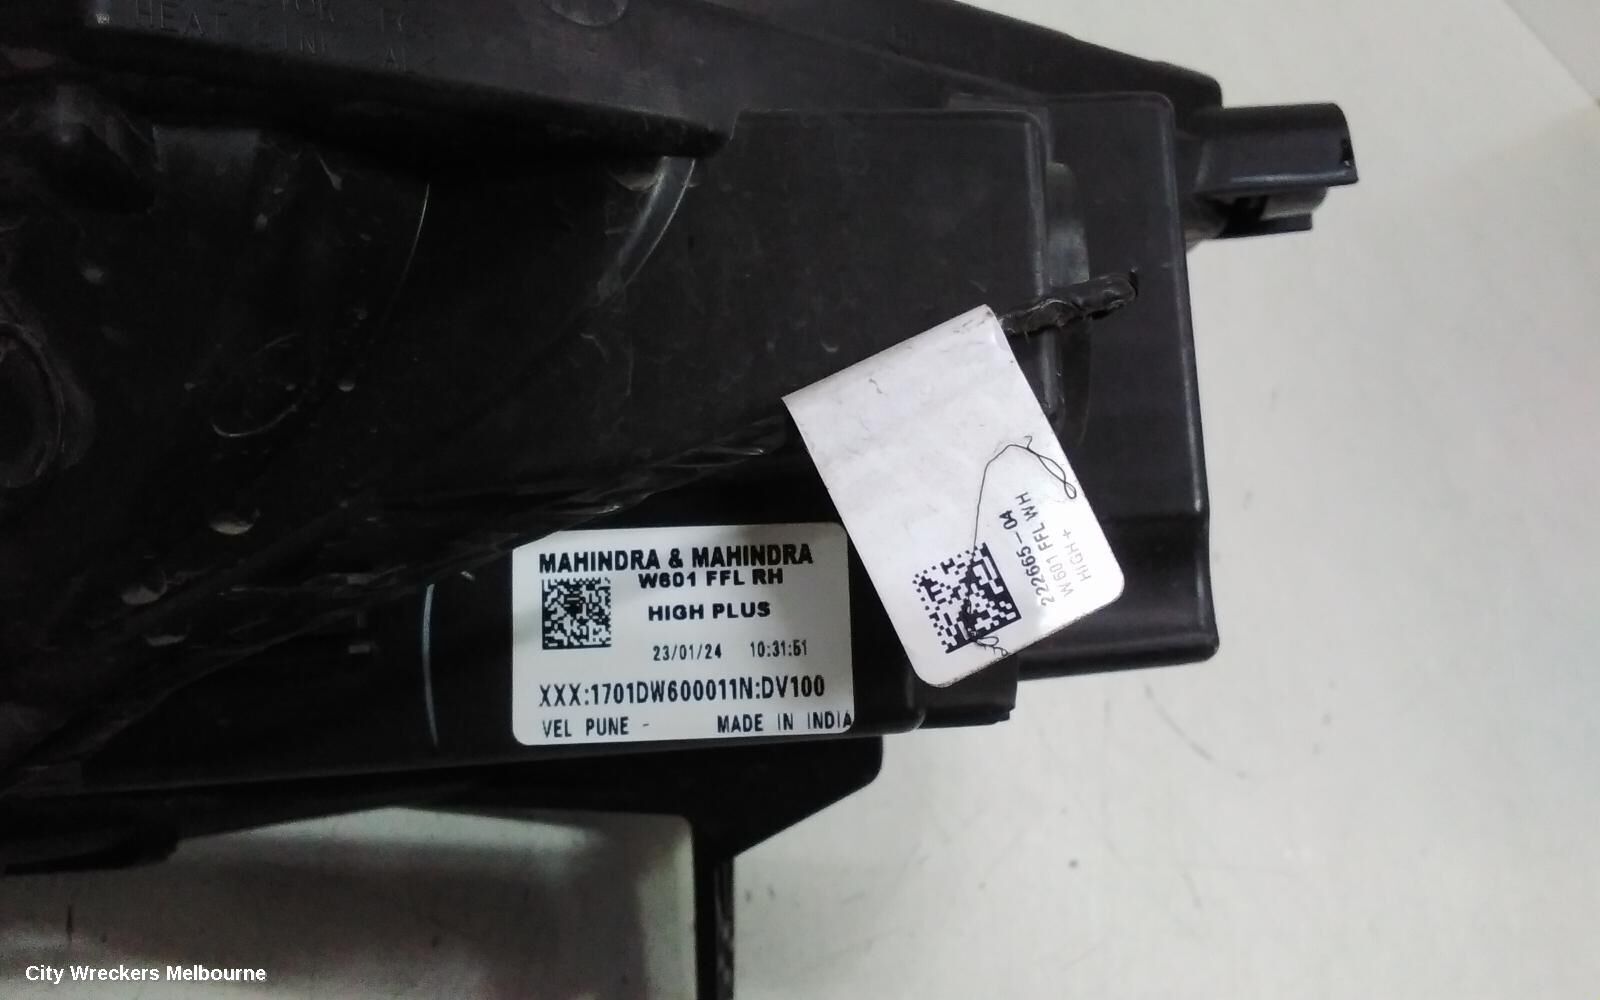 HEAT
MAHINDRA & MAHINDRA
W601 FFL RH
HIGH PLUS
23/01/24 10:31:51
XXX:1701DW600011N:DV100
VEL PUNE - MADE IN INDIA
222665-04
W601 FFL WH
HIGH+
City Wreckers Melbourne